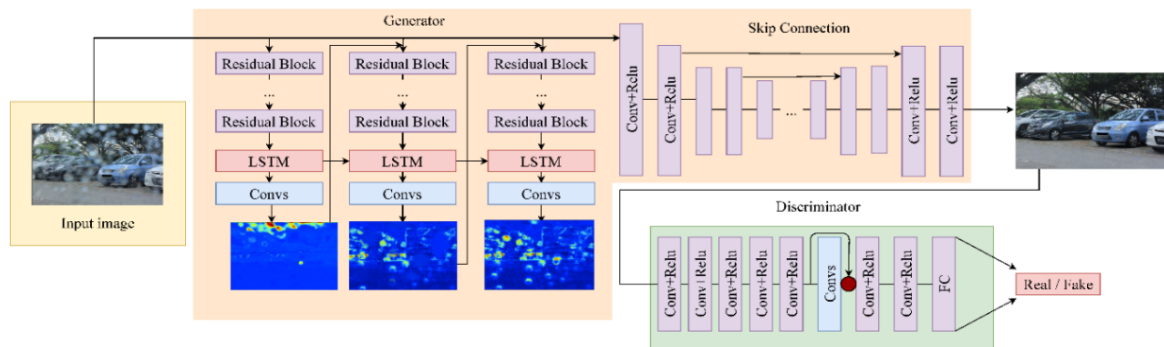 Generator
Skip Connection
Residual Block
Residual Block
Residual Block
...
...
...
Residual Block
Residual Block
Residual Block
LSTM
LSTM
LSTM
Convs
Convs
Convs
Input image
Conv+Relu
Conv+Relu
...
Conv+Relu
Conv+Relu
Discriminator
Conv+Relu
Conv+Relu
Conv+Relu
Conv+Relu
Conv+Relu
Convs
Conv+Relu
Conv+Relu
FC
Real / Fake